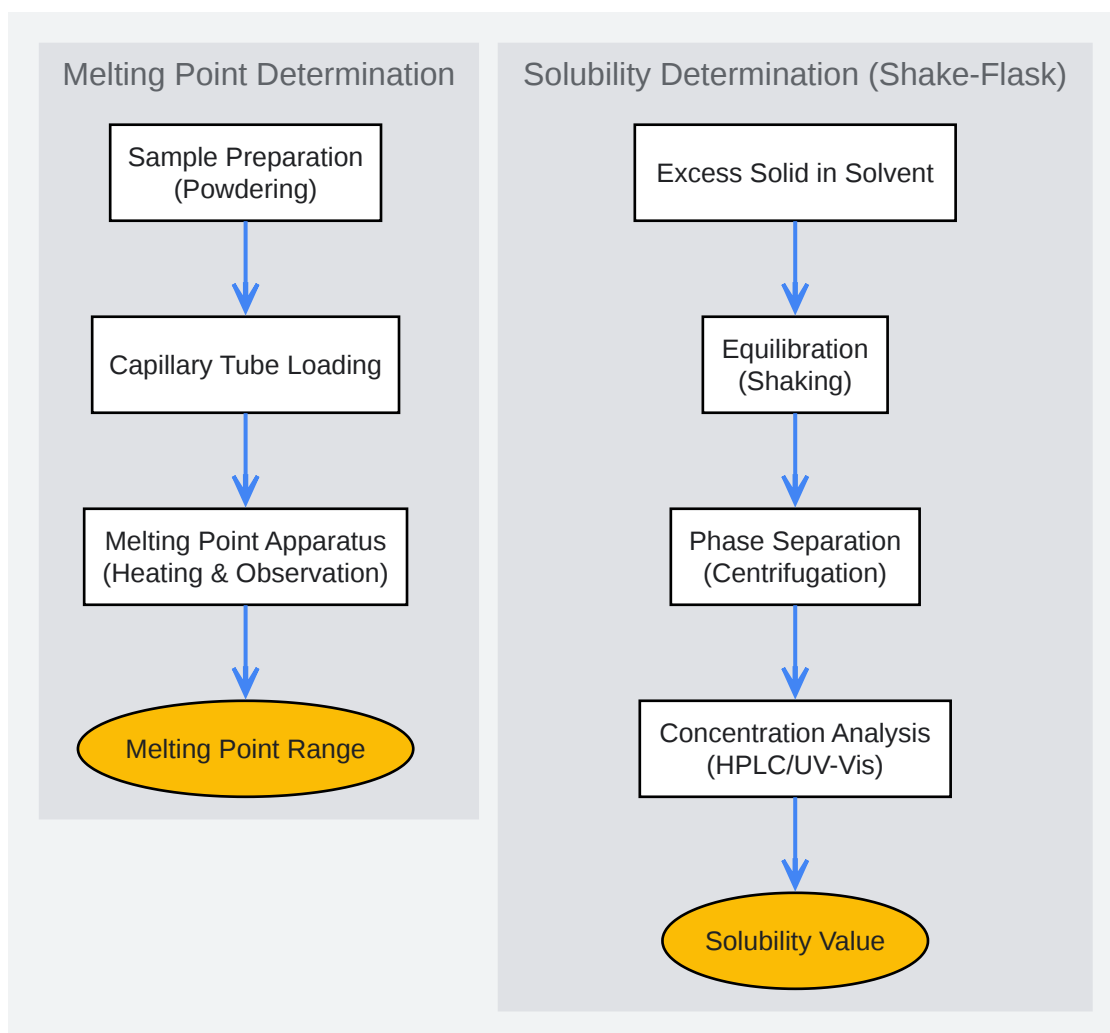 Melting Point Determination
Sample Preparation
(Powdering)
Capillary Tube Loading
Melting Point Apparatus
(Heating & Observation)
Melting Point Range
Solubility Determination (Shake-Flask)
Excess Solid in Solvent
Equilibration
(Shaking)
Phase Separation
(Centrifugation)
Concentration Analysis
(HPLC/UV-Vis)
Solubility Value